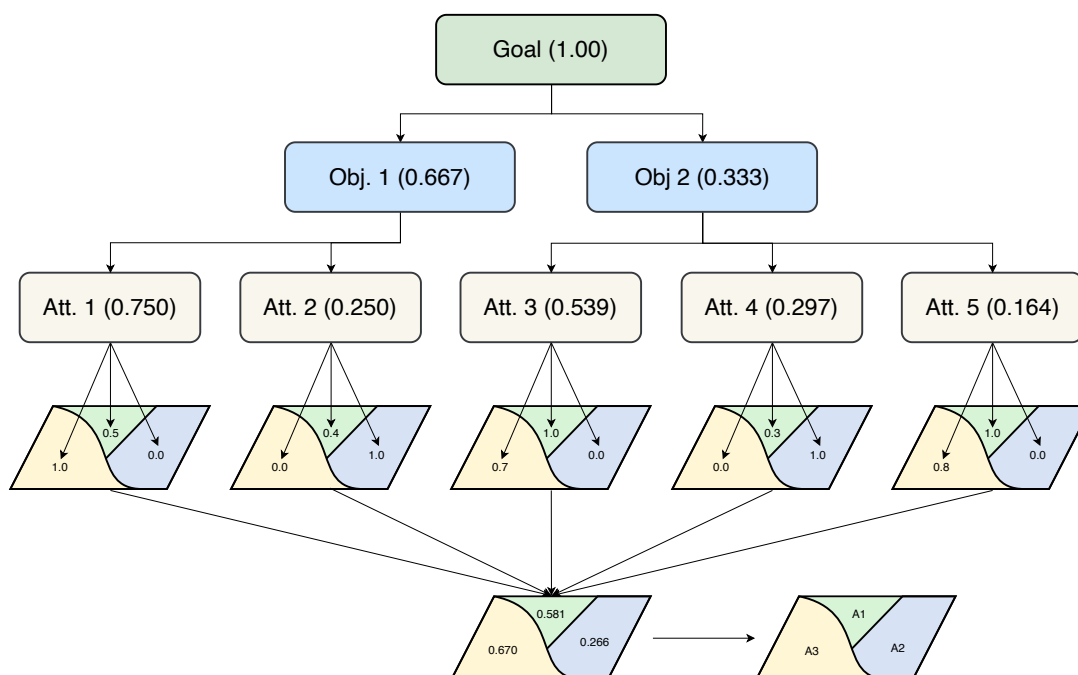 Goal (1.00)
Obj. 1 (0.667)
Obj 2 (0.333)
Att. 1 (0.750)
Att. 2 (0.250)
Att. 3 (0.539)
Att. 4 (0.297)
Att. 5 (0.164)
0.5
1.0
0.0
0.4
0.0
1.0
1.0
0.7
0.0
0.3
0.0
1.0
1.0
0.8
0.0
0.581
0.670
0.266
A1
A3
A2